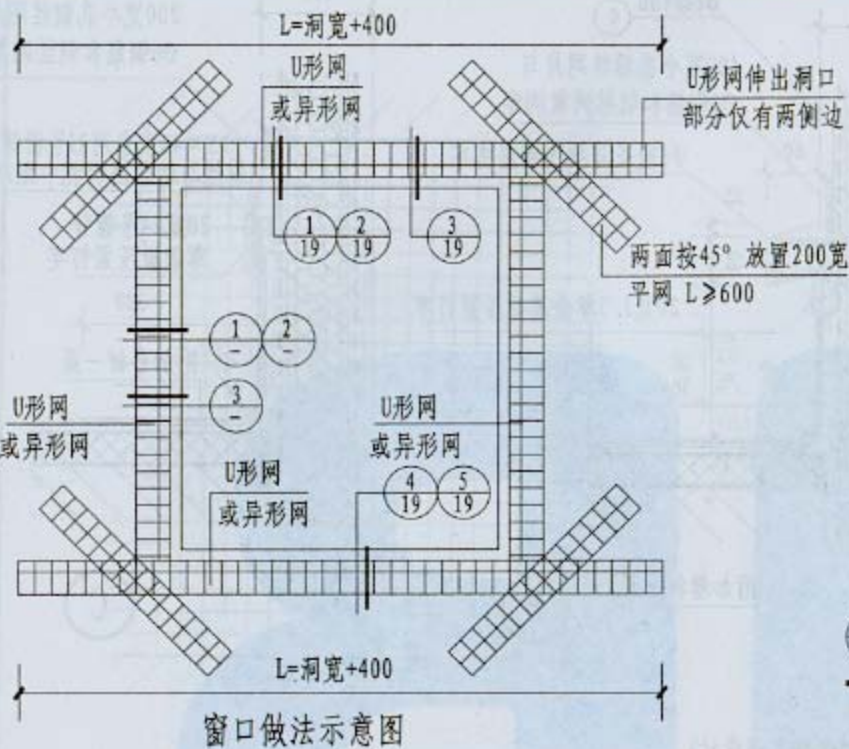 L=洞宽+400
U形网
或异形网
U形网伸出洞口
部分仅有两侧边
1
19
2
19
3
19
两面按45°放置200宽
平网 L≥600
1
-
2
-
3
-
U形网
或异形网
U形网
或异形网
4
19
5
19
U形网
或异形网
L=洞宽+400
窗口做法示意图